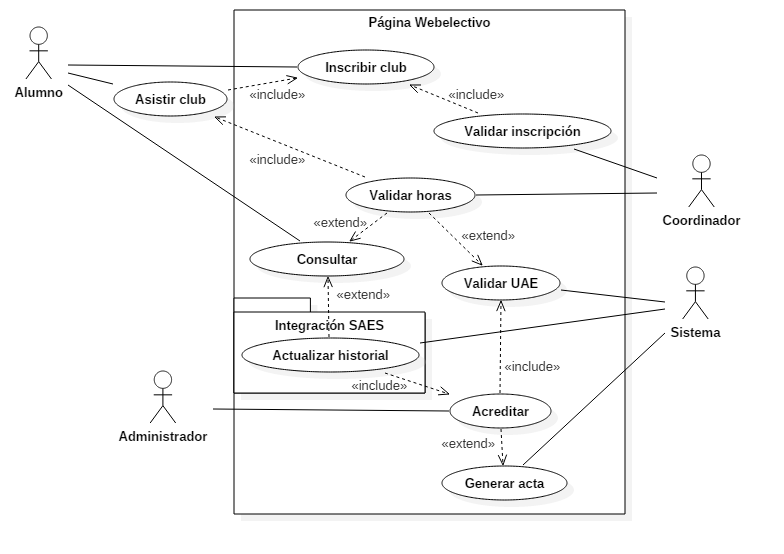 Página Webelectivo
Inscribir club
Alumno
Asistir club
«include»
«include»
Validar inscripción
«include»
Validar horas
Coordinador
«extend»
«extend»
Consultar
Validar UAE
«extend»
Integración SAES
Sistema
Actualizar historial
«include»
«include»
Acreditar
Administrador
«extend»
Generar acta